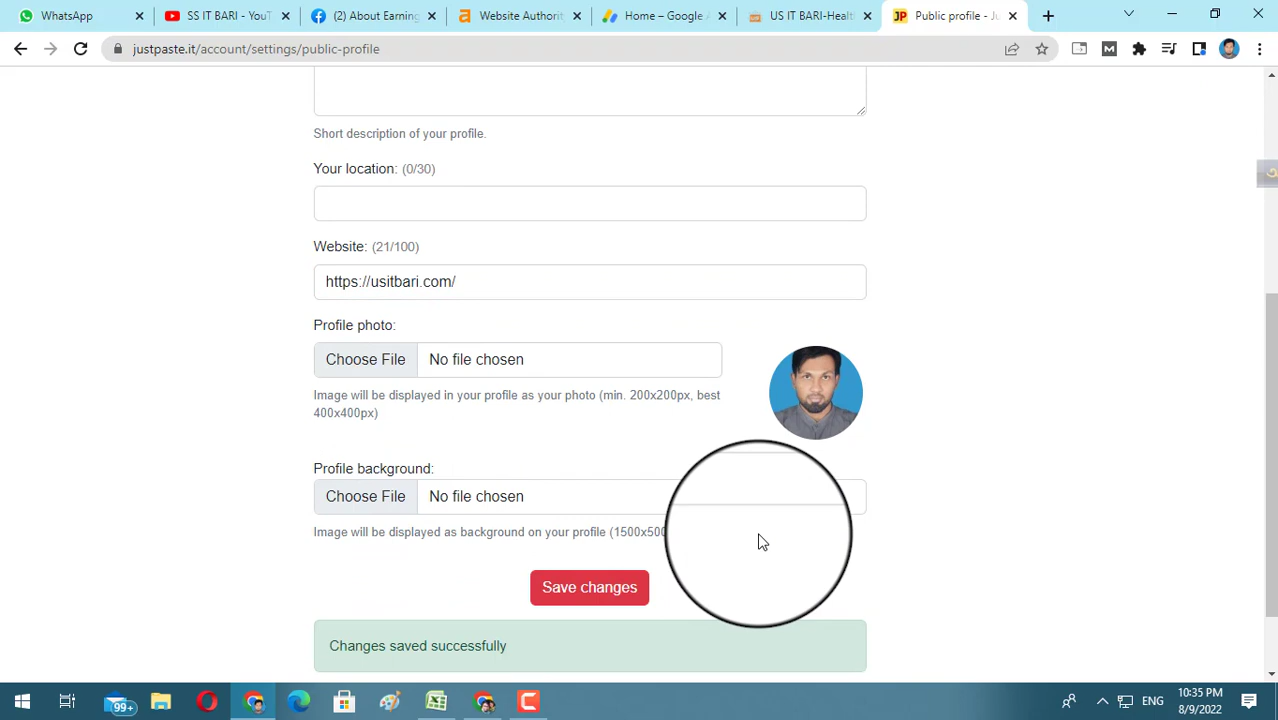 WhatsApp
SS IT BARI - YouT
(2) About Earning
Website Authorit
Home – Google A
US IT BARI-Healt
JP
Public profile - Ju
justpaste.it/account/settings/public-profile
M
Short description of your profile.
Your location: (0/30)
Website: (21/100)
https://usitbari.com/
Profile photo:
Choose File No file chosen
Image will be displayed in your profile as your photo (min. 200x200px, best
400x400px)
Profile background:
Choose File No file chosen
Image will be displayed as background on your profile (1500x500
Save changes
Changes saved successfully
99+
ENG
10:35 PM
8/9/2022